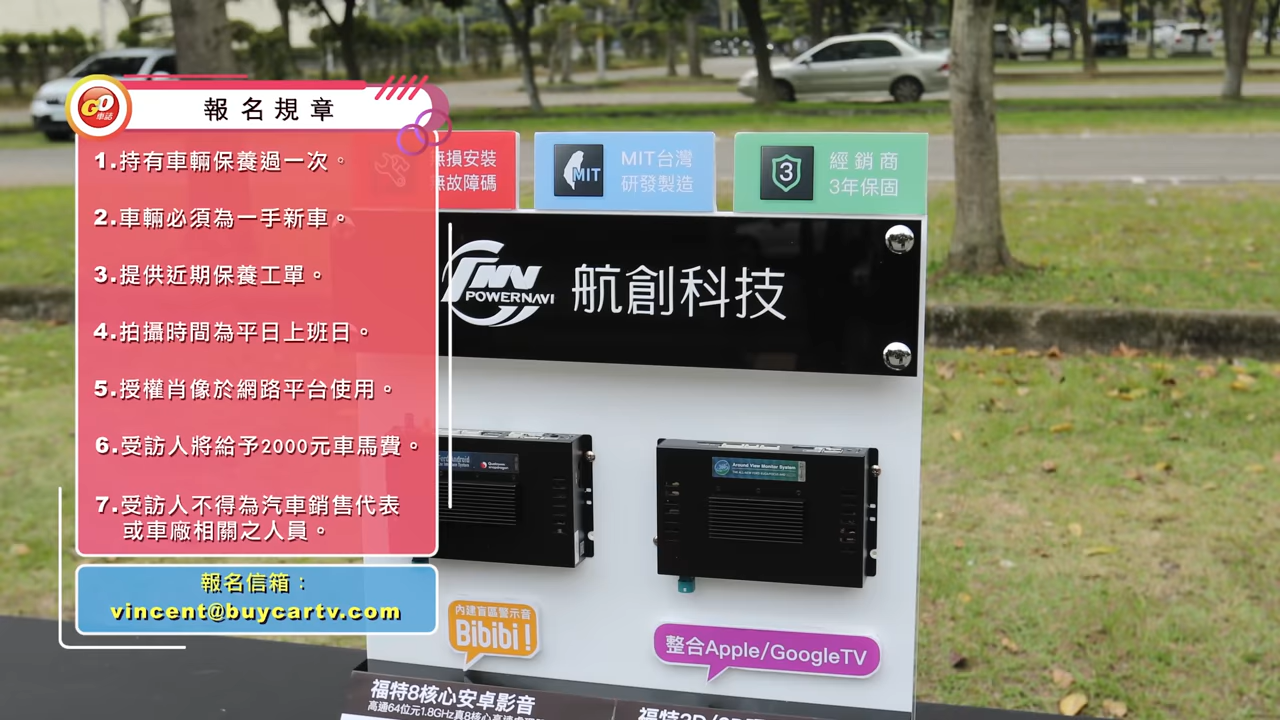 GO
車誌
報名規章
1.持有車輛保養過一次。
2.車輛必須為一手新車。
3.提供近期保養工單。
4.拍攝時間為平日上班日。
5.授權肖像於網路平台使用。
6.受訪人將給予2000元車馬費。
7.受訪人不得為汽車銷售代表
或車廠相關之人員。
報名信箱：
vincent@buycartv.com
無損安裝
無故障碼
MIT
MIT台灣
研發製造
3
經銷商
3年保固
POWERNAVI
航創科技
Around View Monitor System
內建盲區警示音
Bibibi！
整合Apple/GoogleTV
福特8核心安卓影音